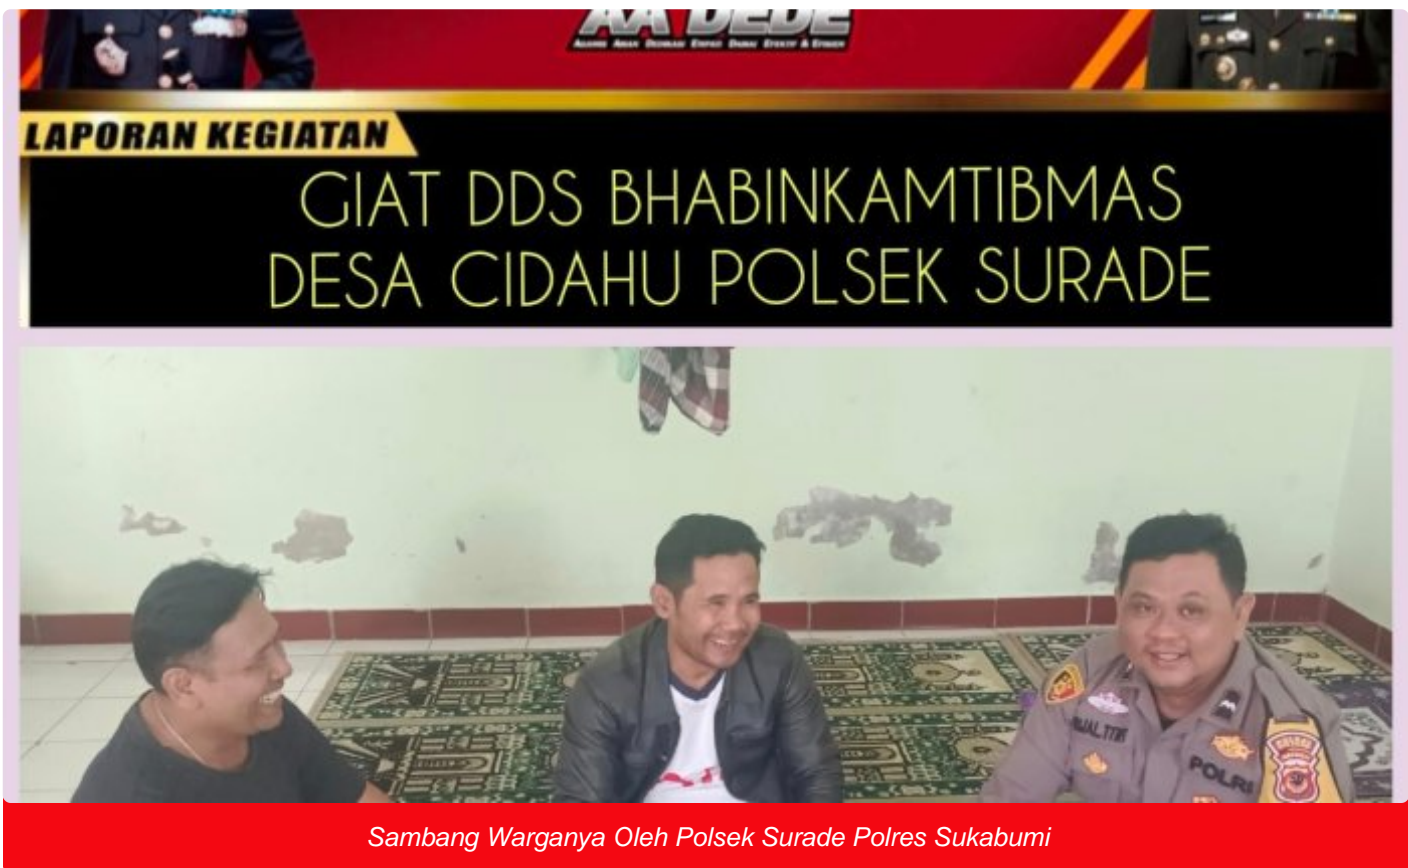 AA DEDE
LAPORAN KEGIATAN
GIAT DDS BHABINKAMTIBMAS
DESA CIDAHU POLSEK SURADE
POLRI
Sambang Warganya Oleh Polsek Surade Polres Sukabumi